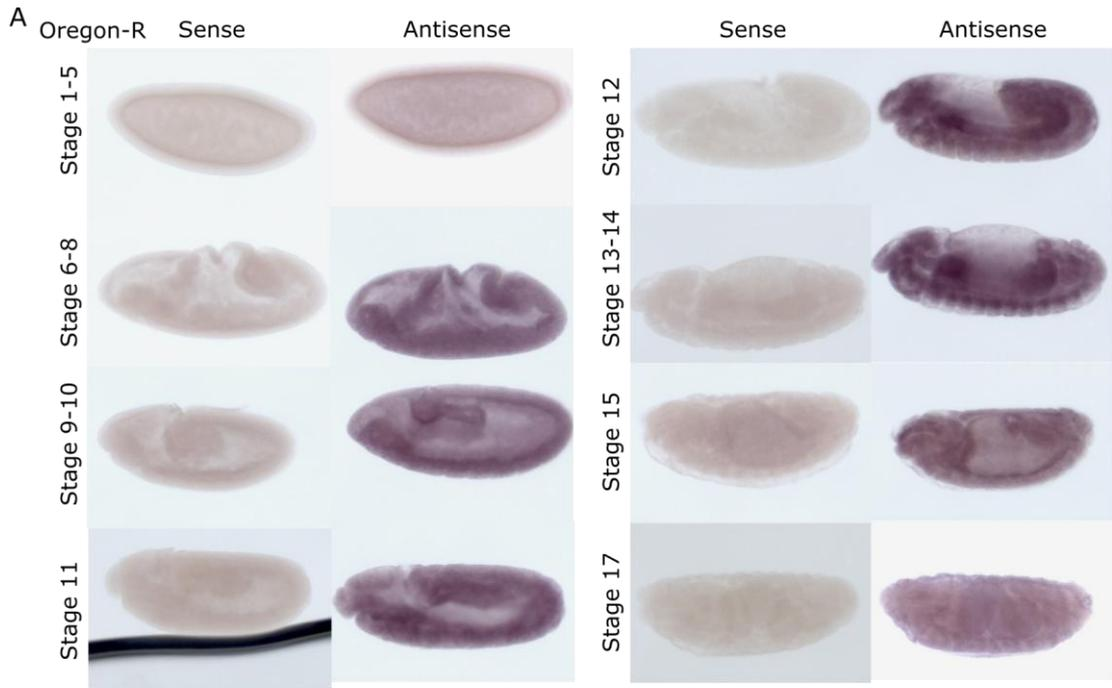 A
Oregon-R Sense Antisense Sense Antisense
Stage 1-5
Stage 6-8
Stage 9-10
Stage 11
Stage 12
Stage 13-14
Stage 15
Stage 17